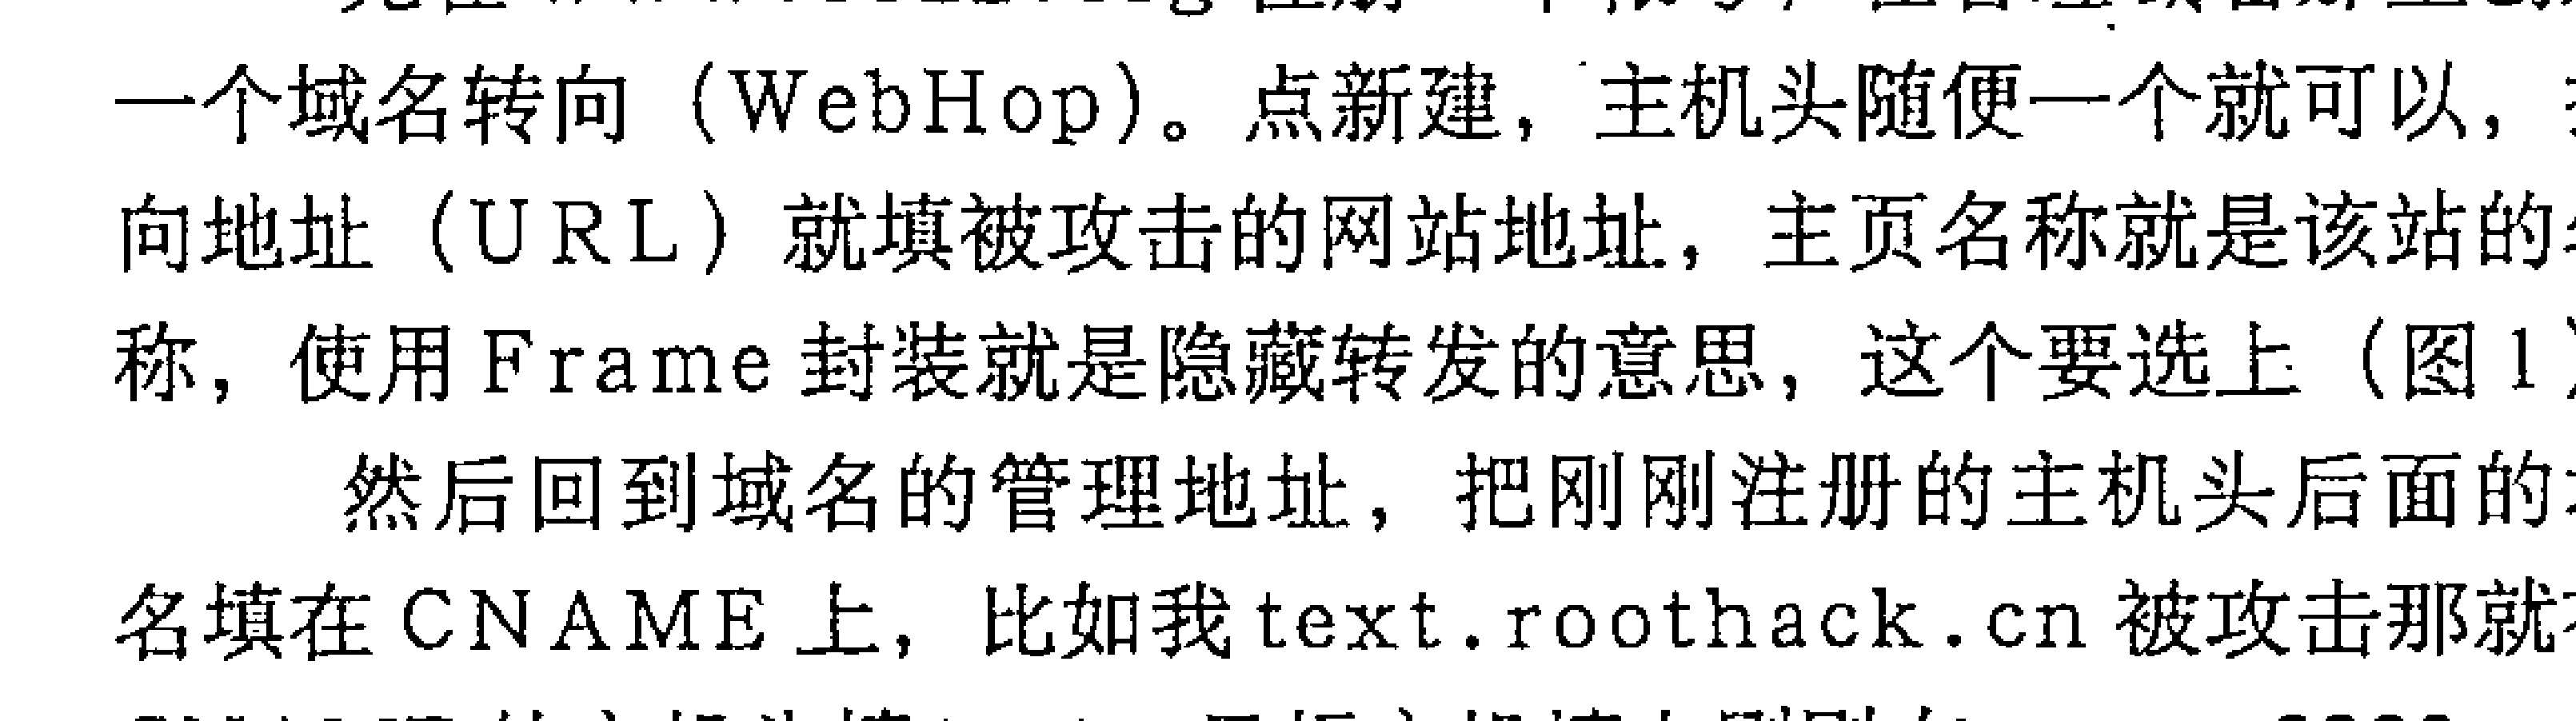 一个域名转向（WebHop）。点新建，主机头随便一个就可以，
向地址（URL）就填被攻击的网站地址，主页名称就是该站的
称，使用Frame封装就是隐藏转发的意思，这个要选上（图1）
然后回到域名的管理地址，把刚刚注册的主机头后面的
名填在CNAME上，比如我text.roothack.cn被攻击那就